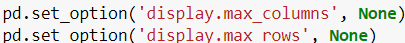 pd.set_option('display.max_columns', None)
pd.set_option('display.max_rows', None)